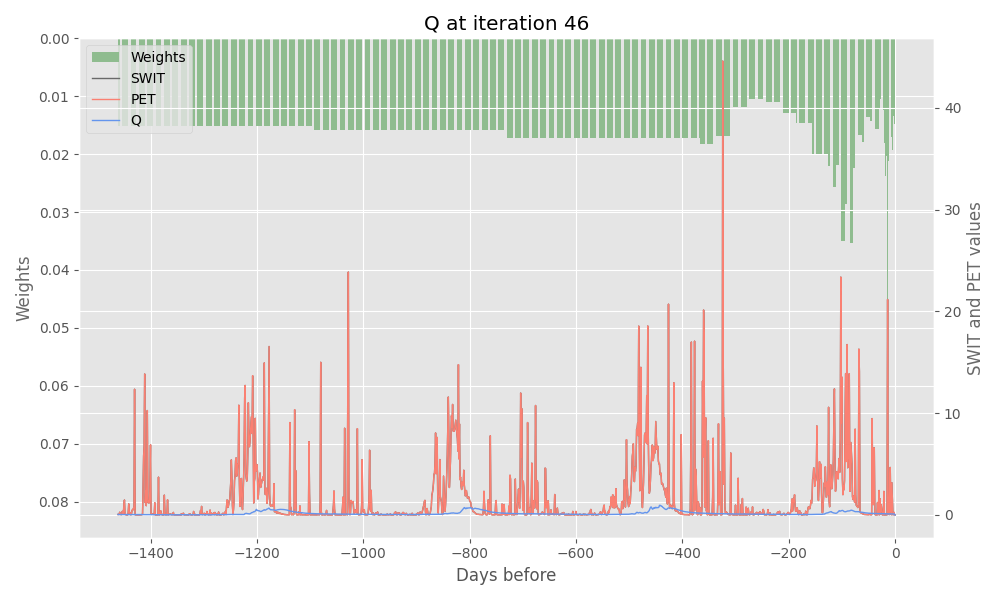 Q at iteration 46
Weights
SWIT
PET
Q
0.00
0.01
0.02
0.03
0.04
0.05
0.06
0.07
0.08
Weights
40
30
20
10
0
SWIT and PET values
−1400 −1200 −1000 −800 −600 −400 −200 0
Days before